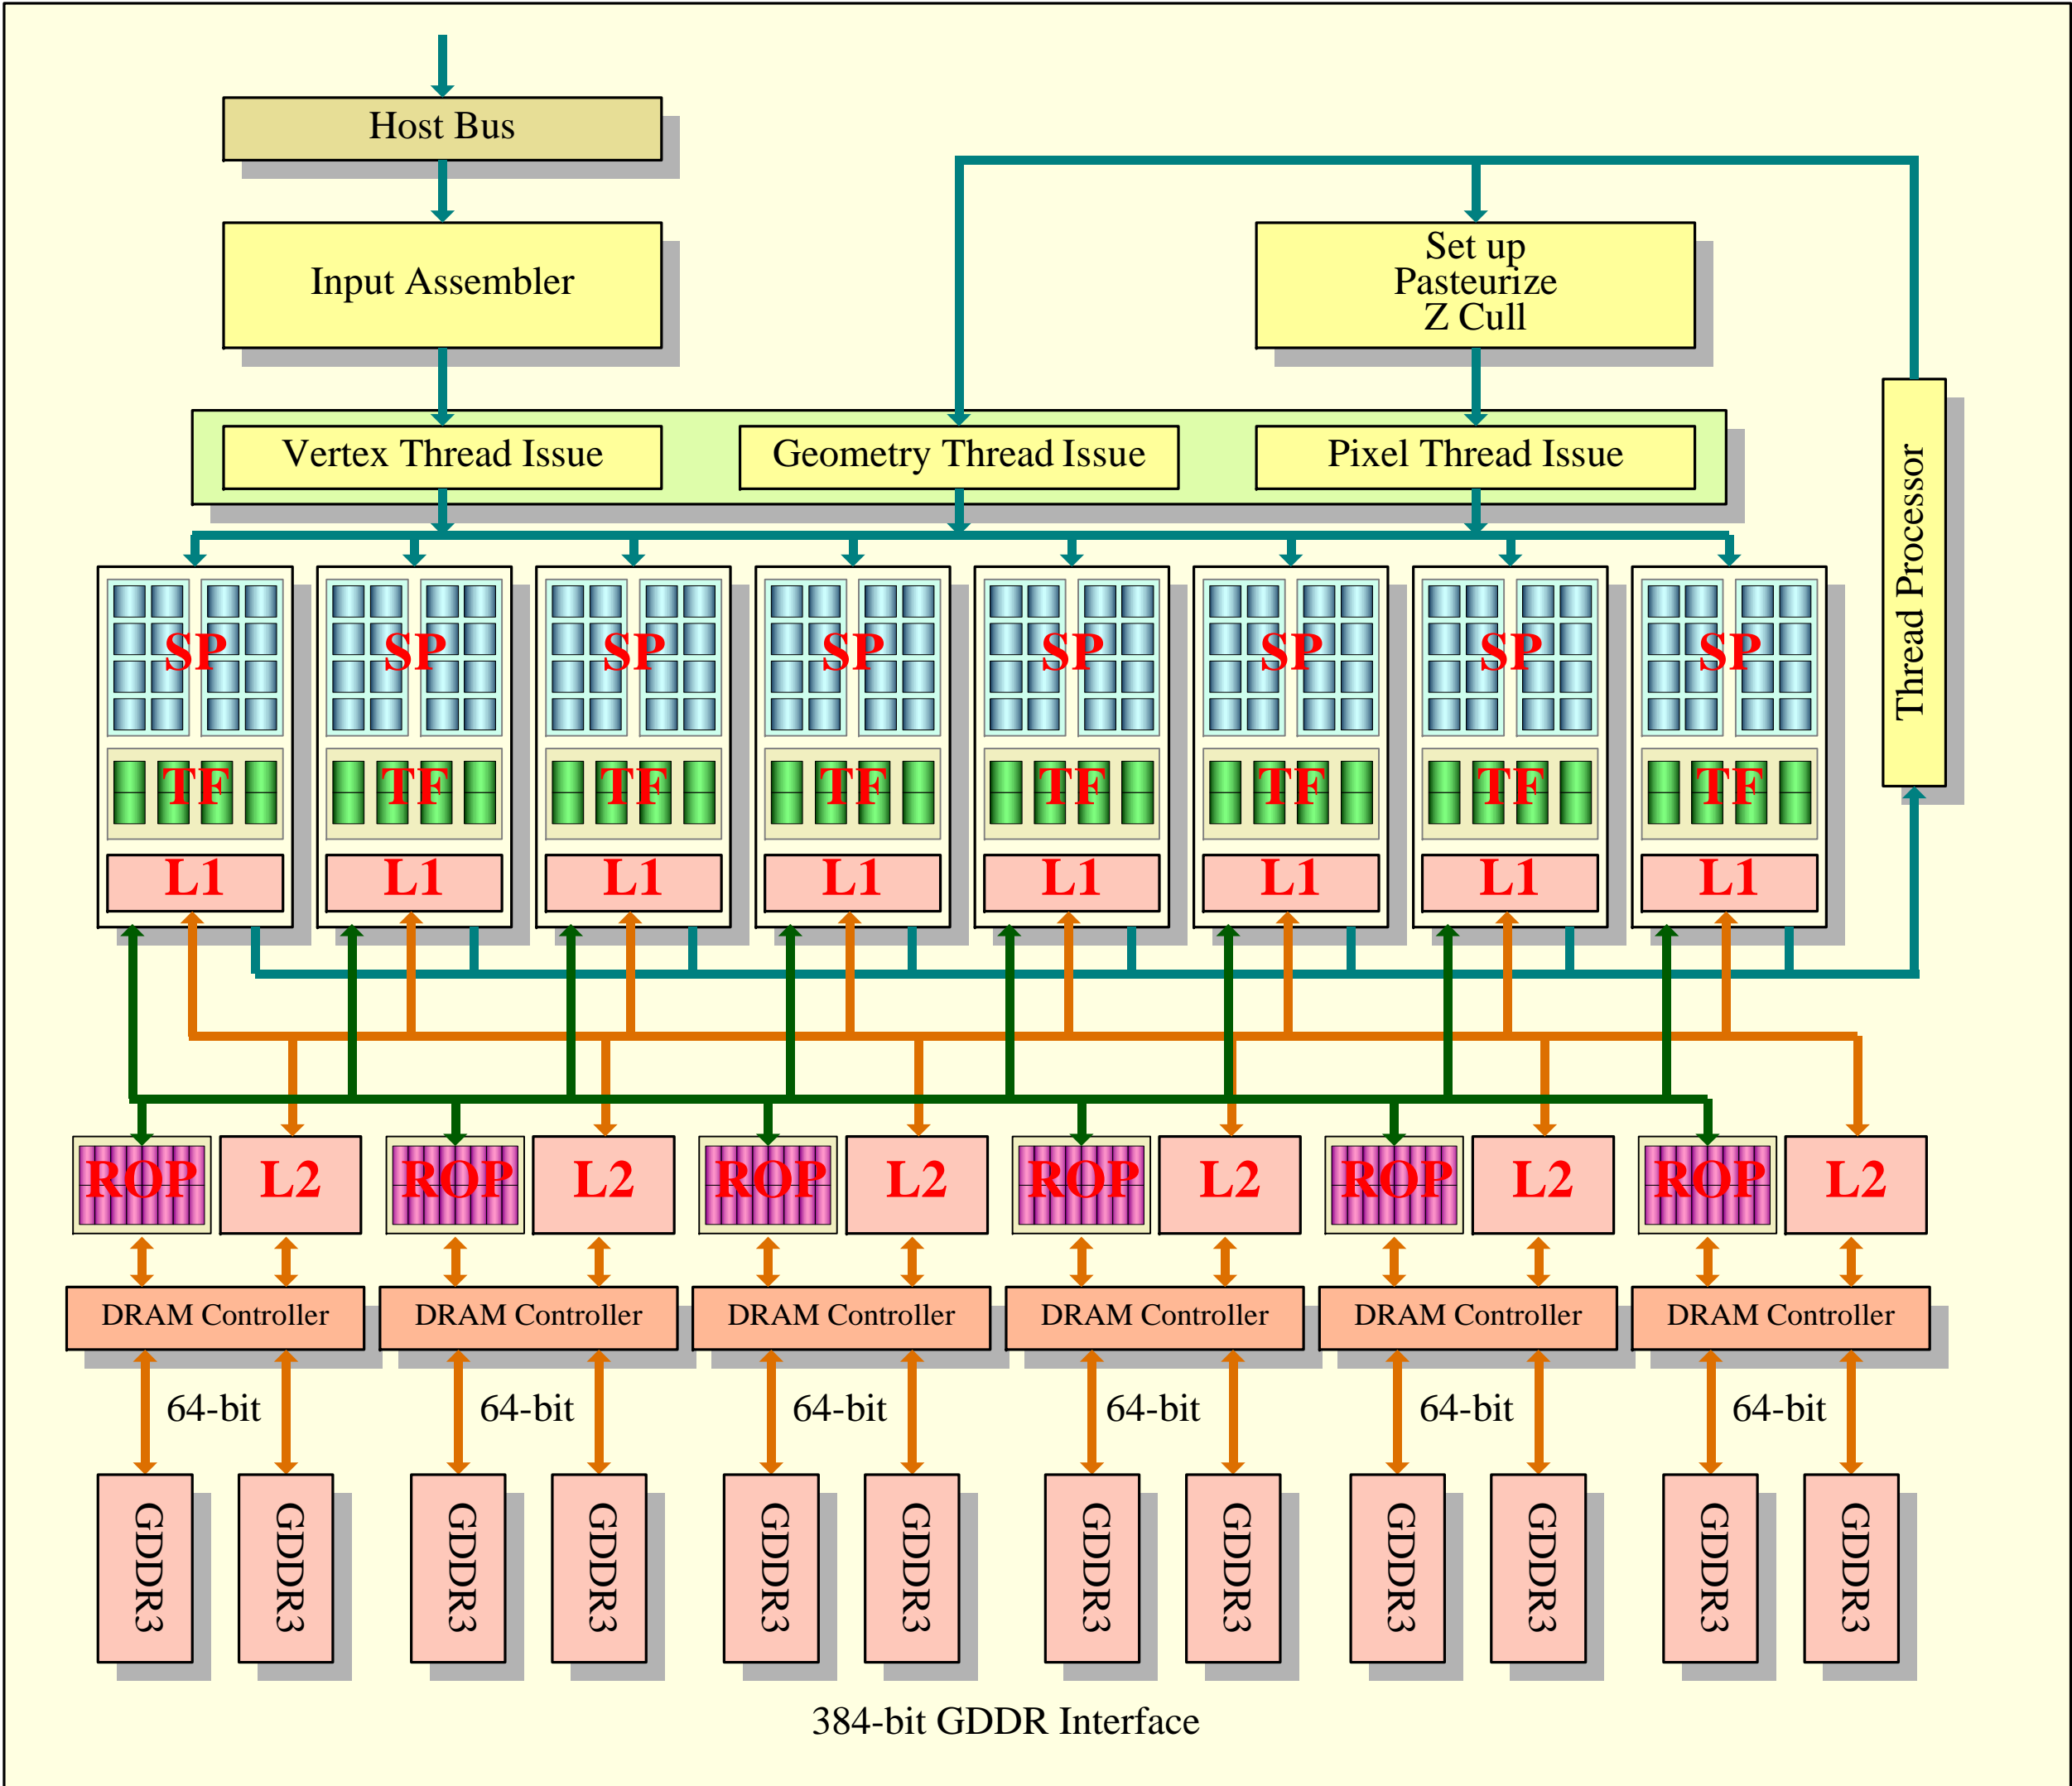 Host Bus
Input Assembler
Set up
Pasteurize
Z Cull
Vertex Thread Issue
Geometry Thread Issue
Pixel Thread Issue
Thread Processor
SP
SP
SP
SP
SP
SP
SP
SP
TF
TF
TF
TF
TF
TF
TF
TF
L1
L1
L1
L1
L1
L1
L1
L1
ROP
L2
ROP
L2
ROP
L2
ROP
L2
ROP
L2
ROP
L2
DRAM Controller
DRAM Controller
DRAM Controller
DRAM Controller
DRAM Controller
DRAM Controller
64-bit
64-bit
64-bit
64-bit
64-bit
64-bit
GDDR3
GDDR3
GDDR3
GDDR3
GDDR3
GDDR3
GDDR3
GDDR3
GDDR3
GDDR3
GDDR3
GDDR3
384-bit GDDR Interface